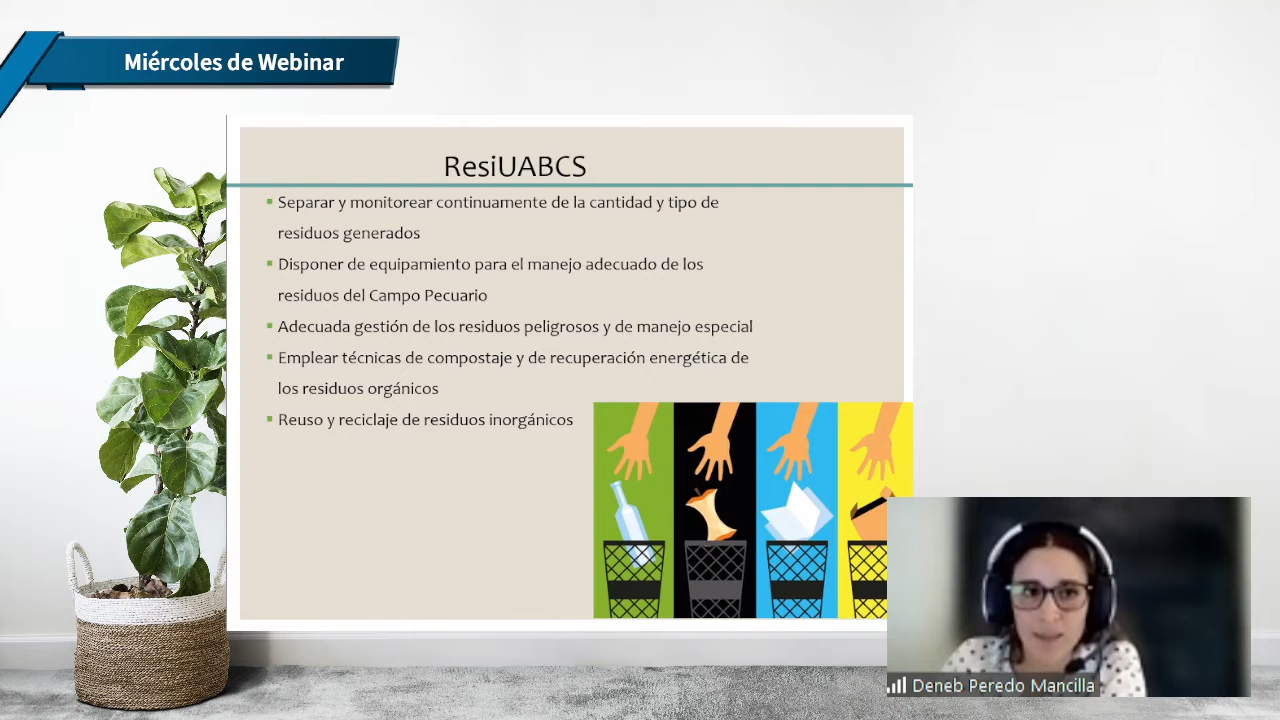 Miércoles de Webinar
ResiUABCS
▪ Separar y monitorear continuamente de la cantidad y tipo de
residuos generados
▪ Disponer de equipamiento para el manejo adecuado de los
residuos del Campo Pecuario
▪ Adecuada gestión de los residuos peligrosos y de manejo especial
▪ Emplear técnicas de compostaje y de recuperación energética de
los residuos orgánicos
▪ Reuso y reciclaje de residuos inorgánicos
Deneb Peredo Mancilla